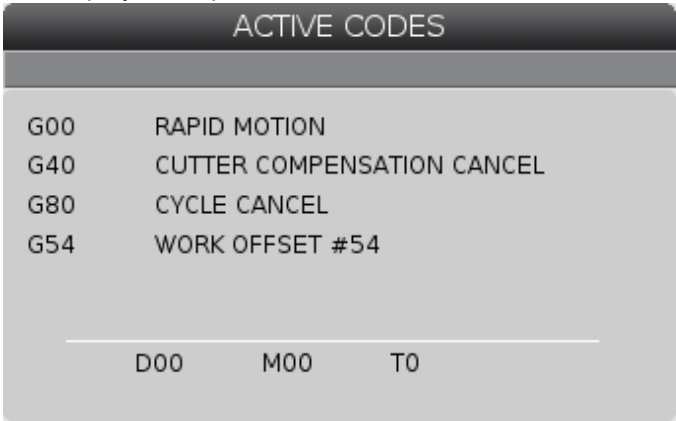 ACTIVE CODES
G00 RAPID MOTION
G40 CUTTER COMPENSATION CANCEL
G80 CYCLE CANCEL
G54 WORK OFFSET #54
D00 M00 T0